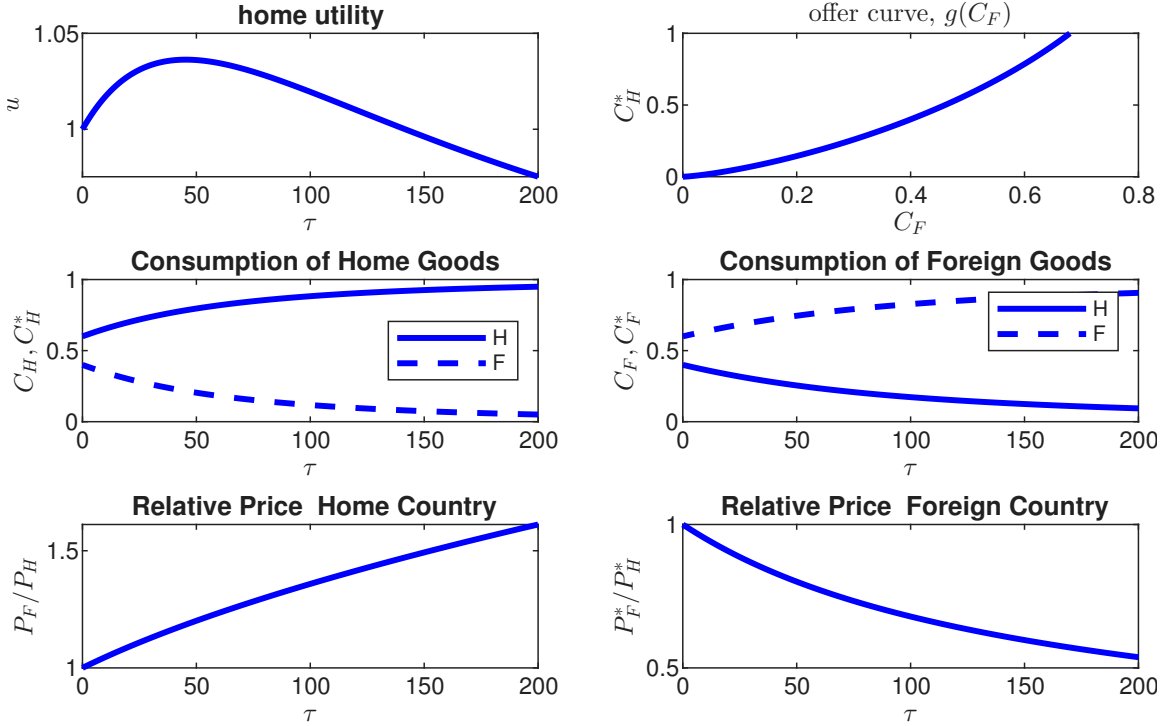 home utility
1.05
1
u
0 50 100 150 200
τ
offer curve, g(C_F)
1
0.5
0
C*_H
0 0.2 0.4 0.6 0.8
C_F
Consumption of Home Goods
1
0.5
0
C_H, C*_H
H
F
0 50 100 150 200
τ
Consumption of Foreign Goods
1
0.5
0
C_F, C*_F
H
F
0 50 100 150 200
τ
Relative Price Home Country
1.5
1
P_F/P_H
0 50 100 150 200
τ
Relative Price Foreign Country
1
0.5
P*_F/P*_H
0 50 100 150 200
τ